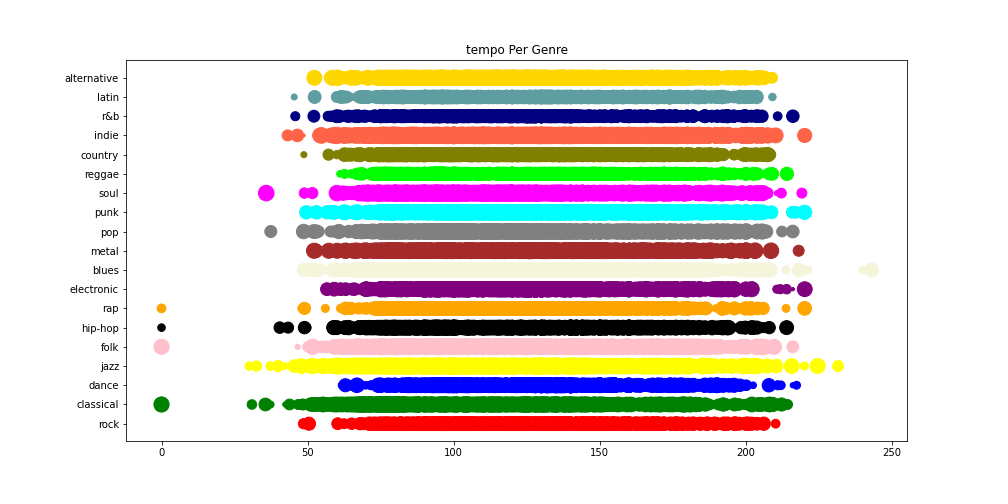 tempo Per Genre
alternative
latin
r&b
indie
country
reggae
soul
punk
pop
metal
blues
electronic
rap
hip-hop
folk
jazz
dance
classical
rock
0 50 100 150 200 250